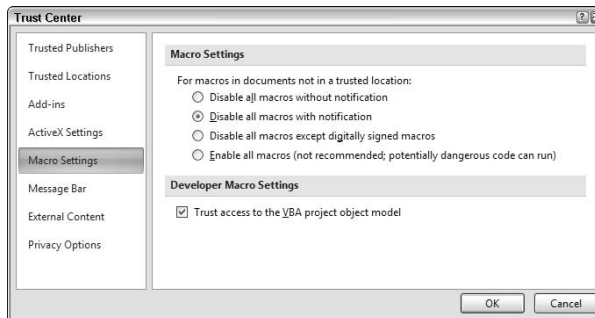 Trust Center
Trusted Publishers
Trusted Locations
Add-ins
ActiveX Settings
Macro Settings
Message Bar
External Content
Privacy Options
Macro Settings
For macros in documents not in a trusted location:
Disable all macros without notification
Disable all macros with notification
Disable all macros except digitally signed macros
Enable all macros (not recommended; potentially dangerous code can run)
Developer Macro Settings
Trust access to the VBA project object model
OK
Cancel